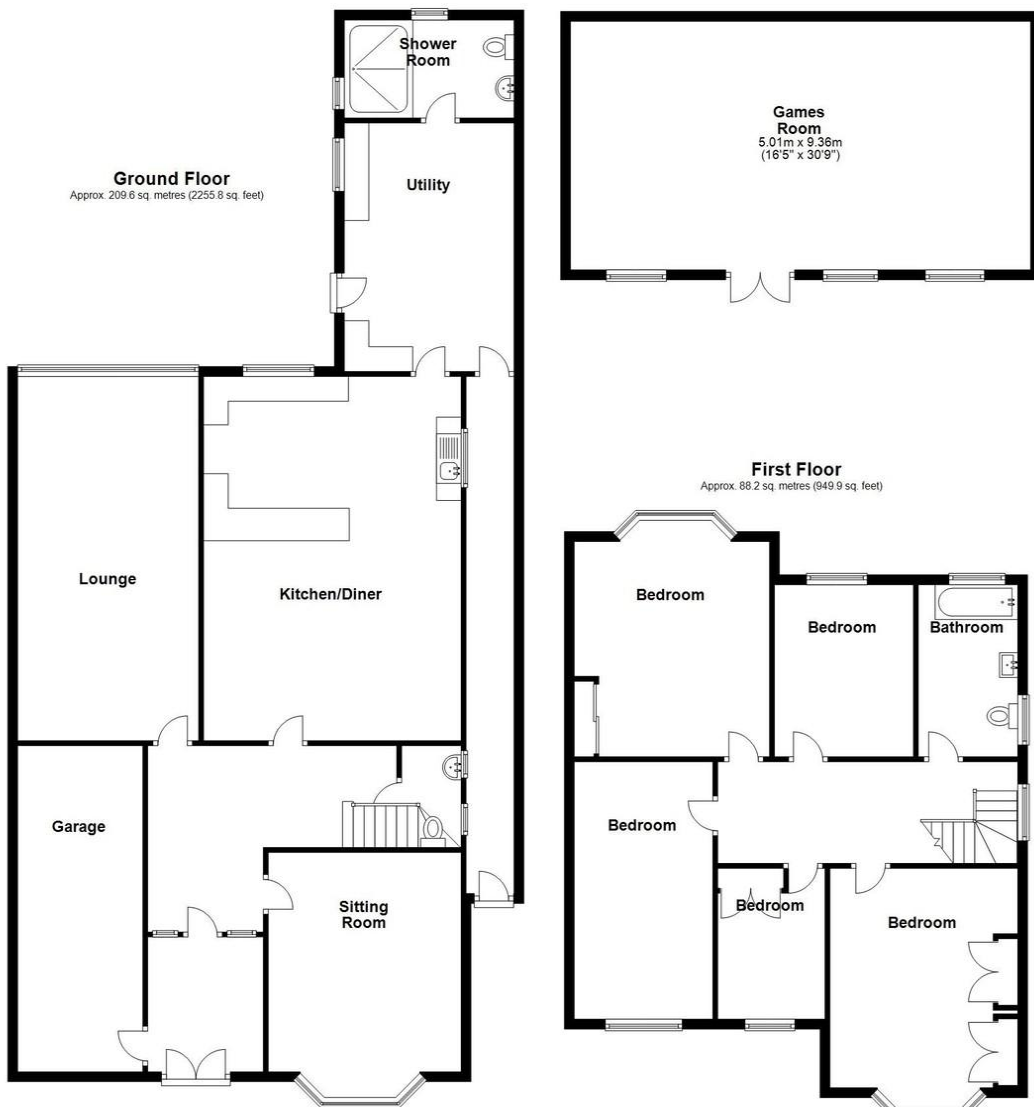 Shower
Room
Games
Room
5.01m x 9.36m
(16'5" x 30'9")
Ground Floor
Approx. 209.6 sq. metres (2255.8 sq. feet)
Utility
First Floor
Approx. 88.2 sq. metres (949.9 sq. feet)
Lounge
Kitchen/Diner
Bedroom
Bedroom
Bathroom
Garage
Sitting
Room
Bedroom
Bedroom
Bedroom